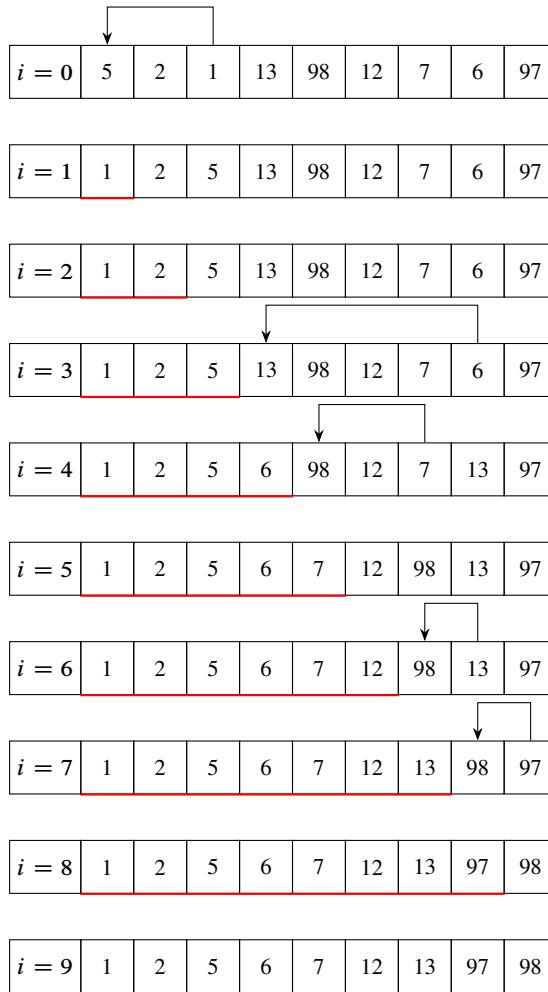 i = 0 5 2 1 13 98 12 7 6 97
i = 1 1 2 5 13 98 12 7 6 97
i = 2 1 2 5 13 98 12 7 6 97
i = 3 1 2 5 13 98 12 7 6 97
i = 4 1 2 5 6 98 12 7 13 97
i = 5 1 2 5 6 7 12 98 13 97
i = 6 1 2 5 6 7 12 98 13 97
i = 7 1 2 5 6 7 12 13 98 97
i = 8 1 2 5 6 7 12 13 97 98
i = 9 1 2 5 6 7 12 13 97 98